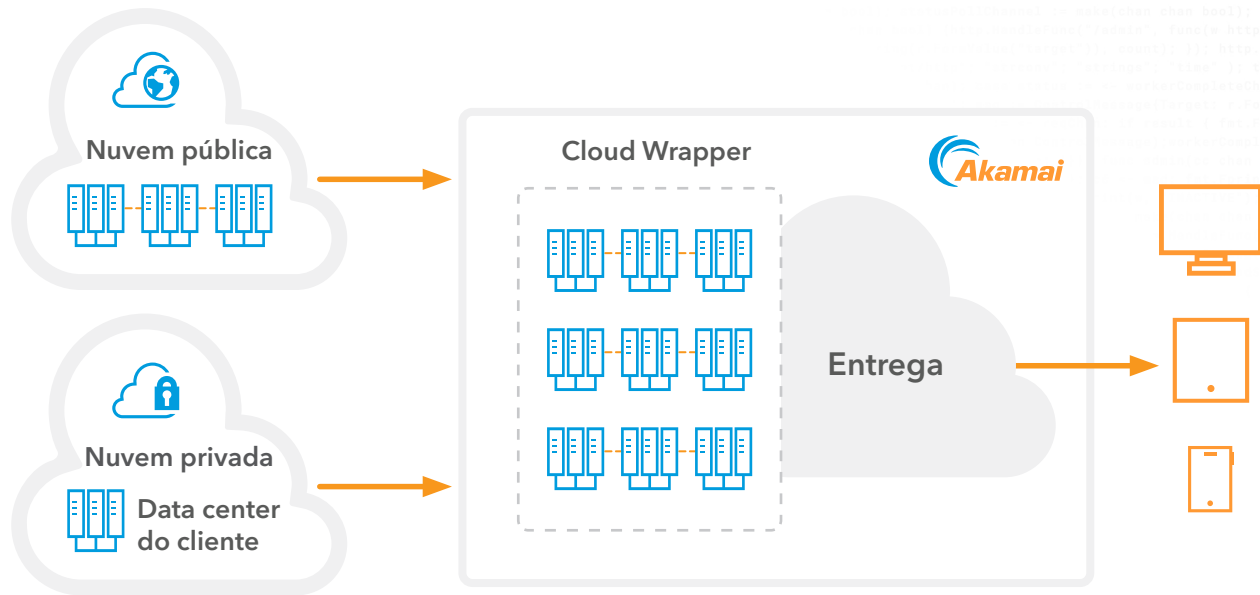 Nuvem pública
Cloud Wrapper
Akamai
Entrega
Nuvem privada
Data center
do cliente